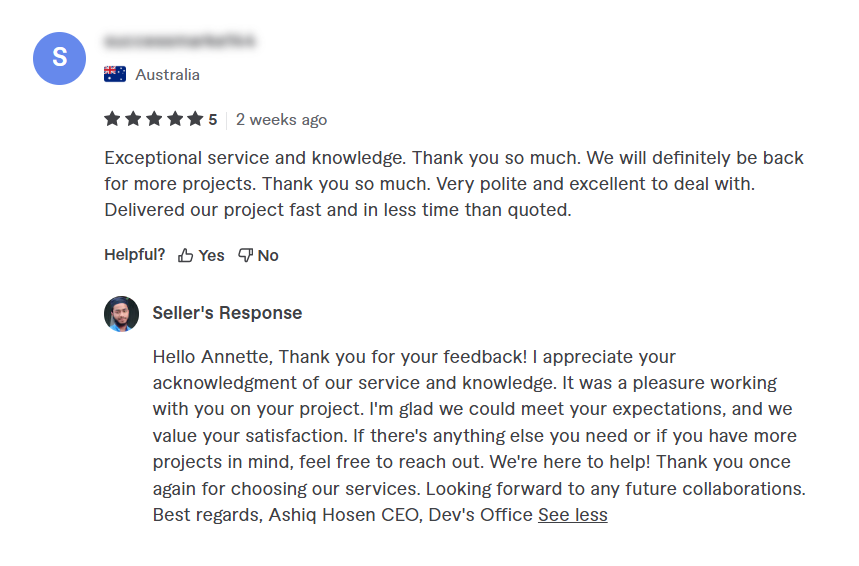 S
Australia
5 2 weeks ago
Exceptional service and knowledge. Thank you so much. We will definitely be back
for more projects. Thank you so much. Very polite and excellent to deal with.
Delivered our project fast and in less time than quoted.
Helpful? Yes No
Seller's Response
Hello Annette, Thank you for your feedback! I appreciate your
acknowledgment of our service and knowledge. It was a pleasure working
with you on your project. I'm glad we could meet your expectations, and we
value your satisfaction. If there's anything else you need or if you have more
projects in mind, feel free to reach out. We're here to help! Thank you once
again for choosing our services. Looking forward to any future collaborations.
Best regards, Ashiq Hosen CEO, Dev's Office See less